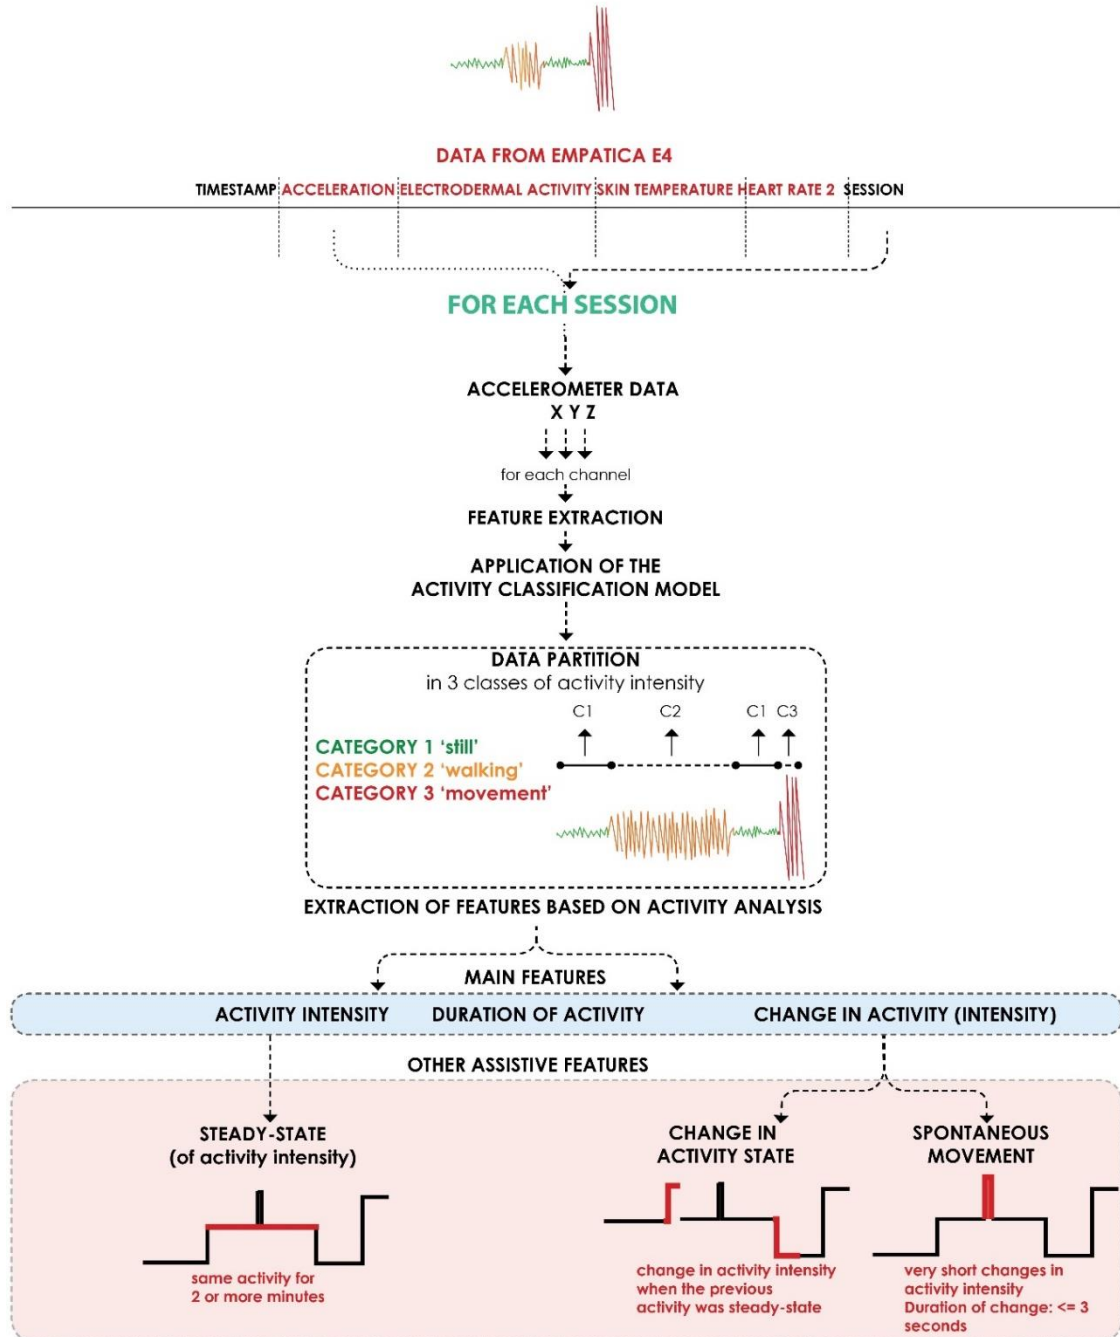 DATA FROM EMPATICA E4
TIMESTAMP ACCELERATION ELECTRODERMAL ACTIVITY SKIN TEMPERATURE HEART RATE 2 SESSION
FOR EACH SESSION
ACCELEROMETER DATA
X Y Z
for each channel
FEATURE EXTRACTION
APPLICATION OF THE
ACTIVITY CLASSIFICATION MODEL
DATA PARTITION
in 3 classes of activity intensity
C1 C2 C1 C3
CATEGORY 1 'still'
CATEGORY 2 'walking'
CATEGORY 3 'movement'
EXTRACTION OF FEATURES BASED ON ACTIVITY ANALYSIS
MAIN FEATURES
ACTIVITY INTENSITY DURATION OF ACTIVITY CHANGE IN ACTIVITY (INTENSITY)
OTHER ASSISTIVE FEATURES
STEADY-STATE
(of activity intensity)
same activity for
2 or more minutes
CHANGE IN
ACTIVITY STATE
change in activity intensity
when the previous
activity was steady-state
SPONTANEOUS
MOVEMENT
very short changes in
activity intensity
Duration of change: <= 3
seconds